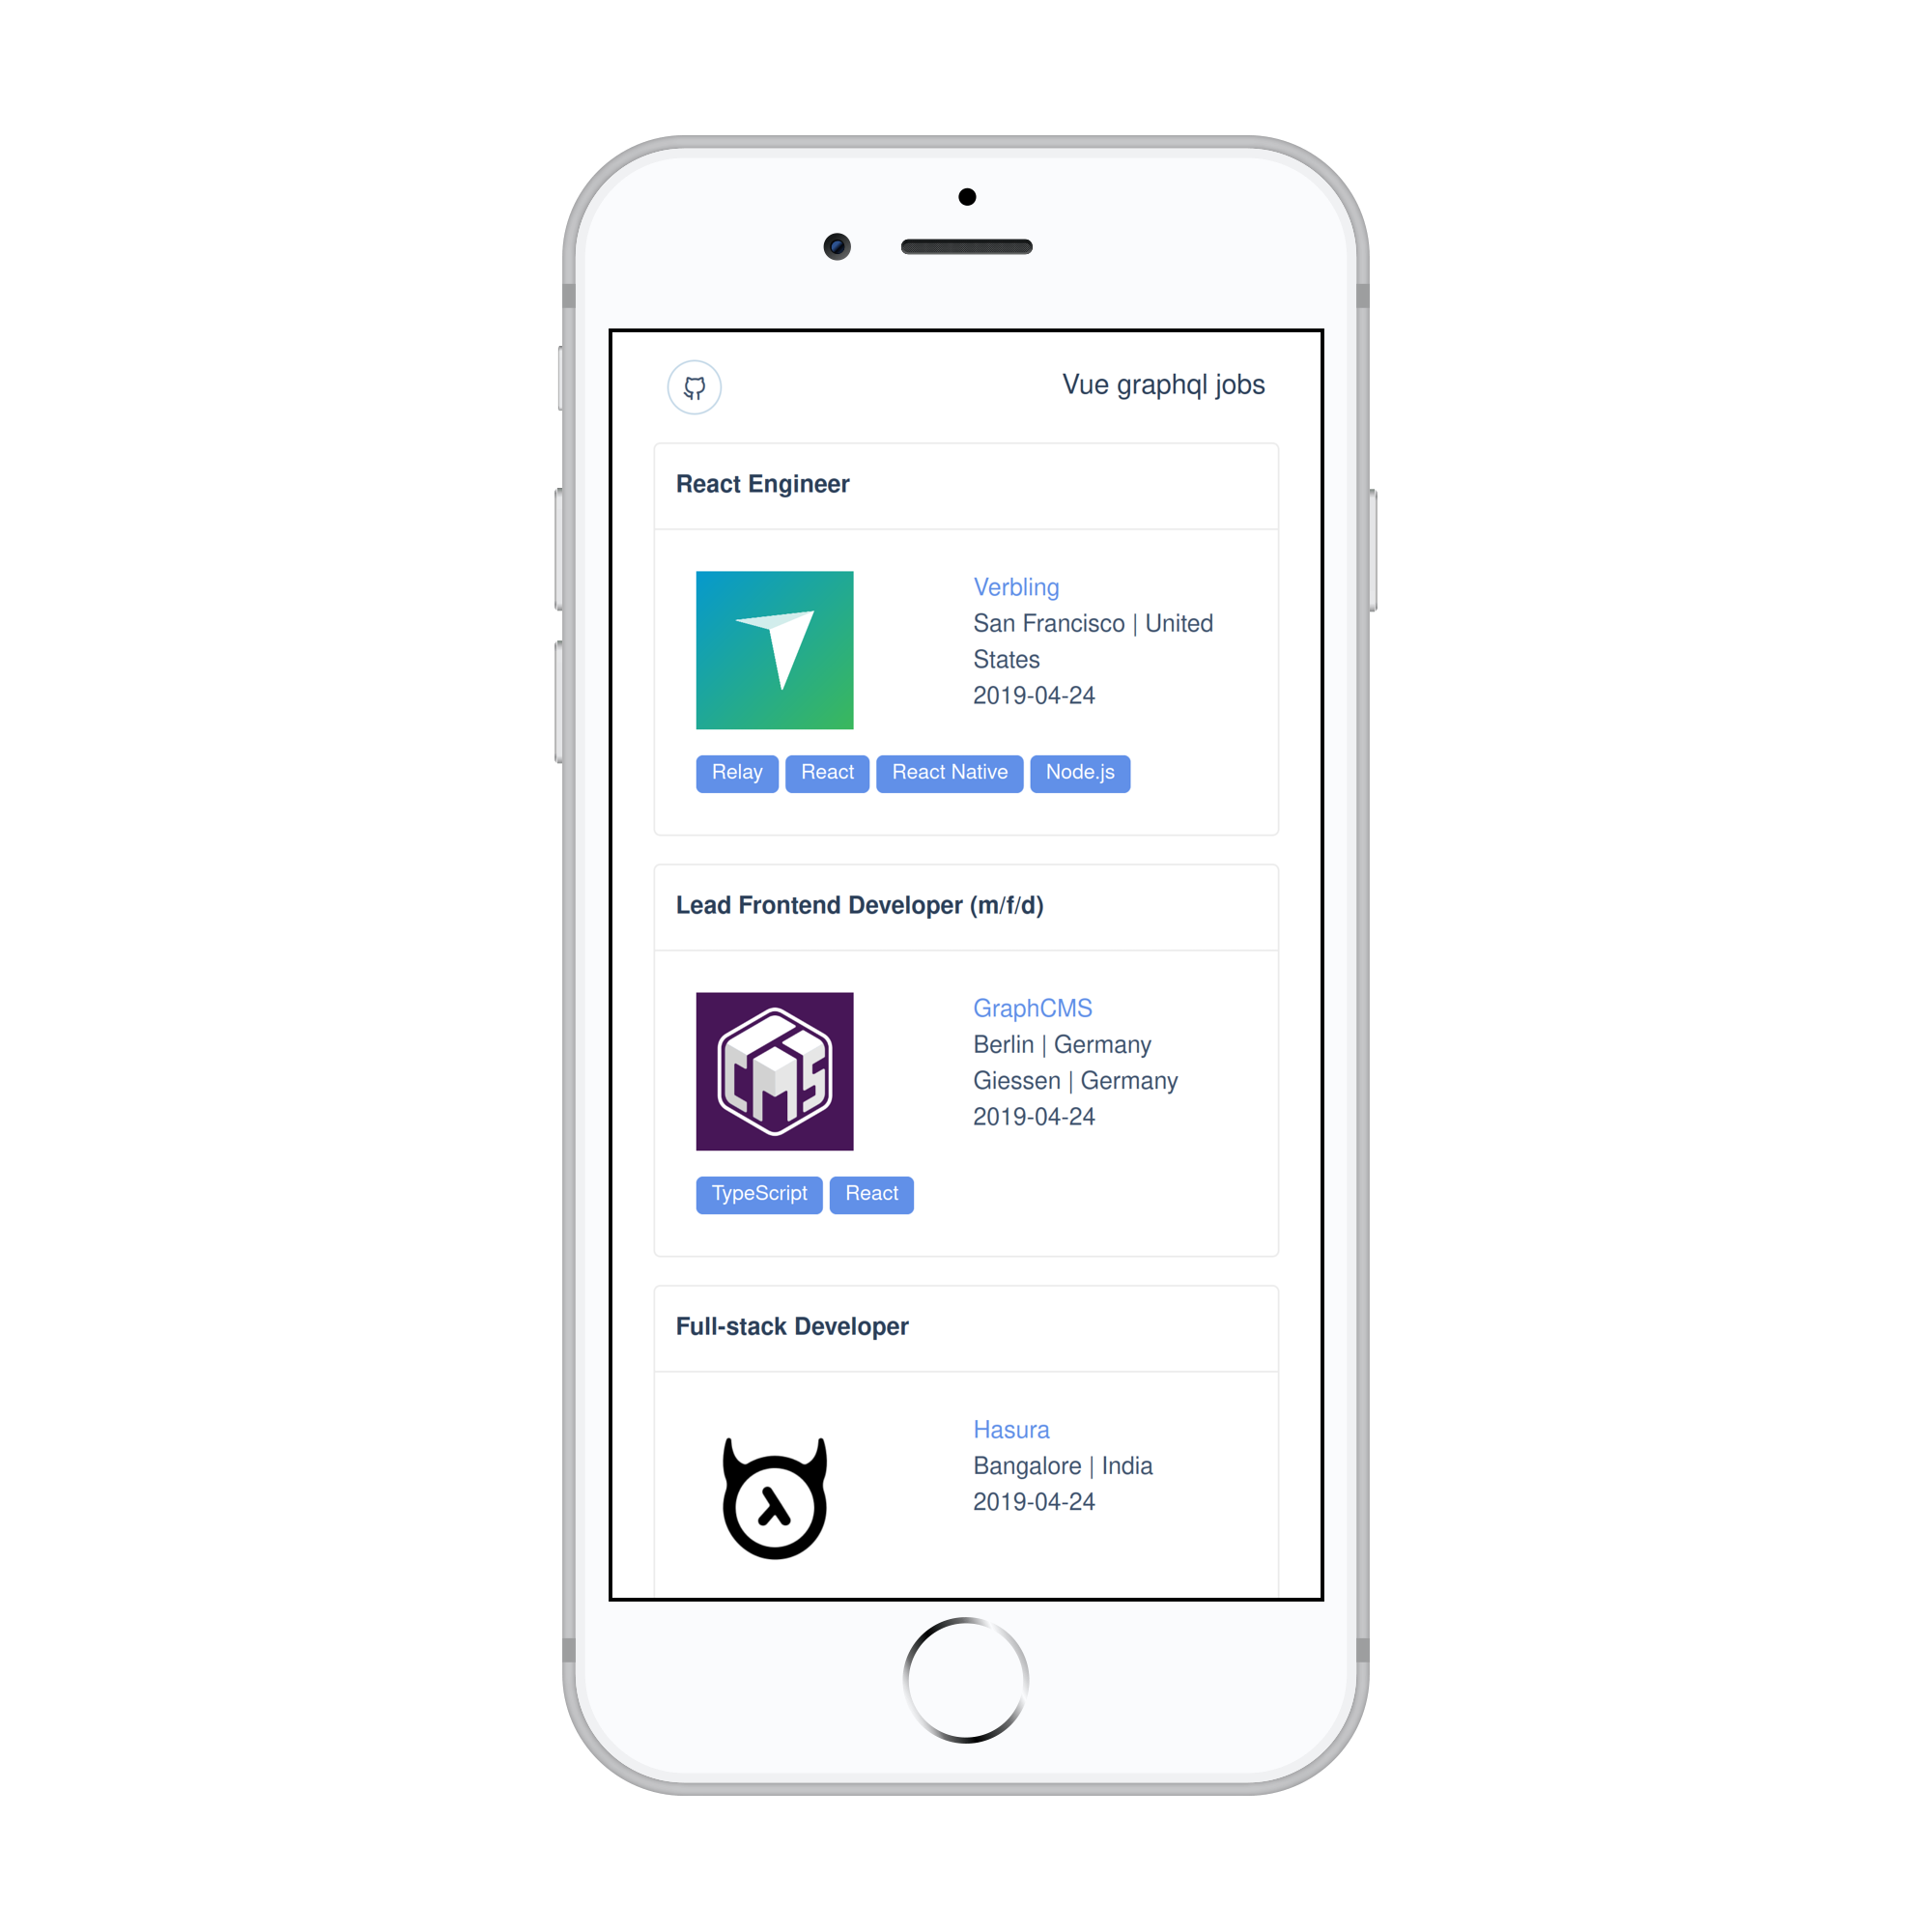 Vue graphql jobs
React Engineer
Verbling
San Francisco | United
States
2019-04-24
Relay React React Native Node.js
Lead Frontend Developer (m/f/d)
CMS
GraphCMS
Berlin | Germany
Giessen | Germany
2019-04-24
TypeScript React
Full-stack Developer
Hasura
Bangalore | India
2019-04-24